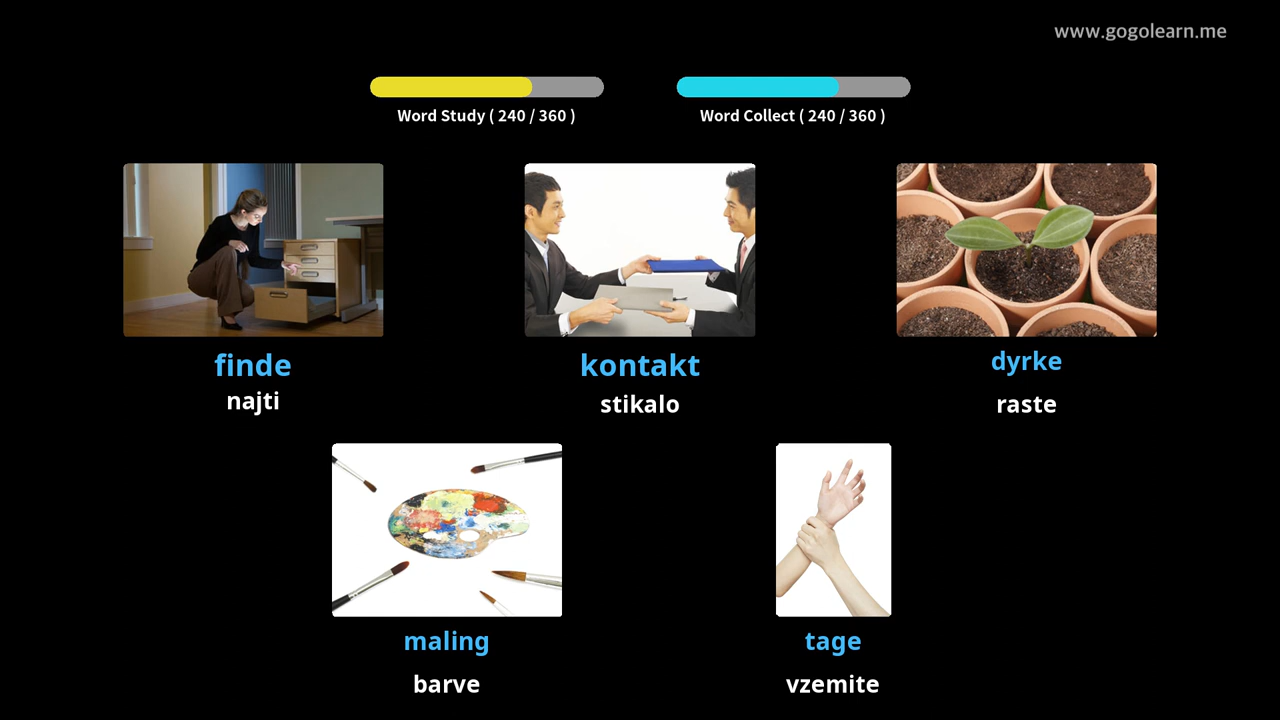 www.gogolearn.me
Word Study ( 240 / 360 )
Word Collect ( 240 / 360 )
finde
najti
kontakt
stikalo
dyrke
raste
maling
barve
tage
vzemite